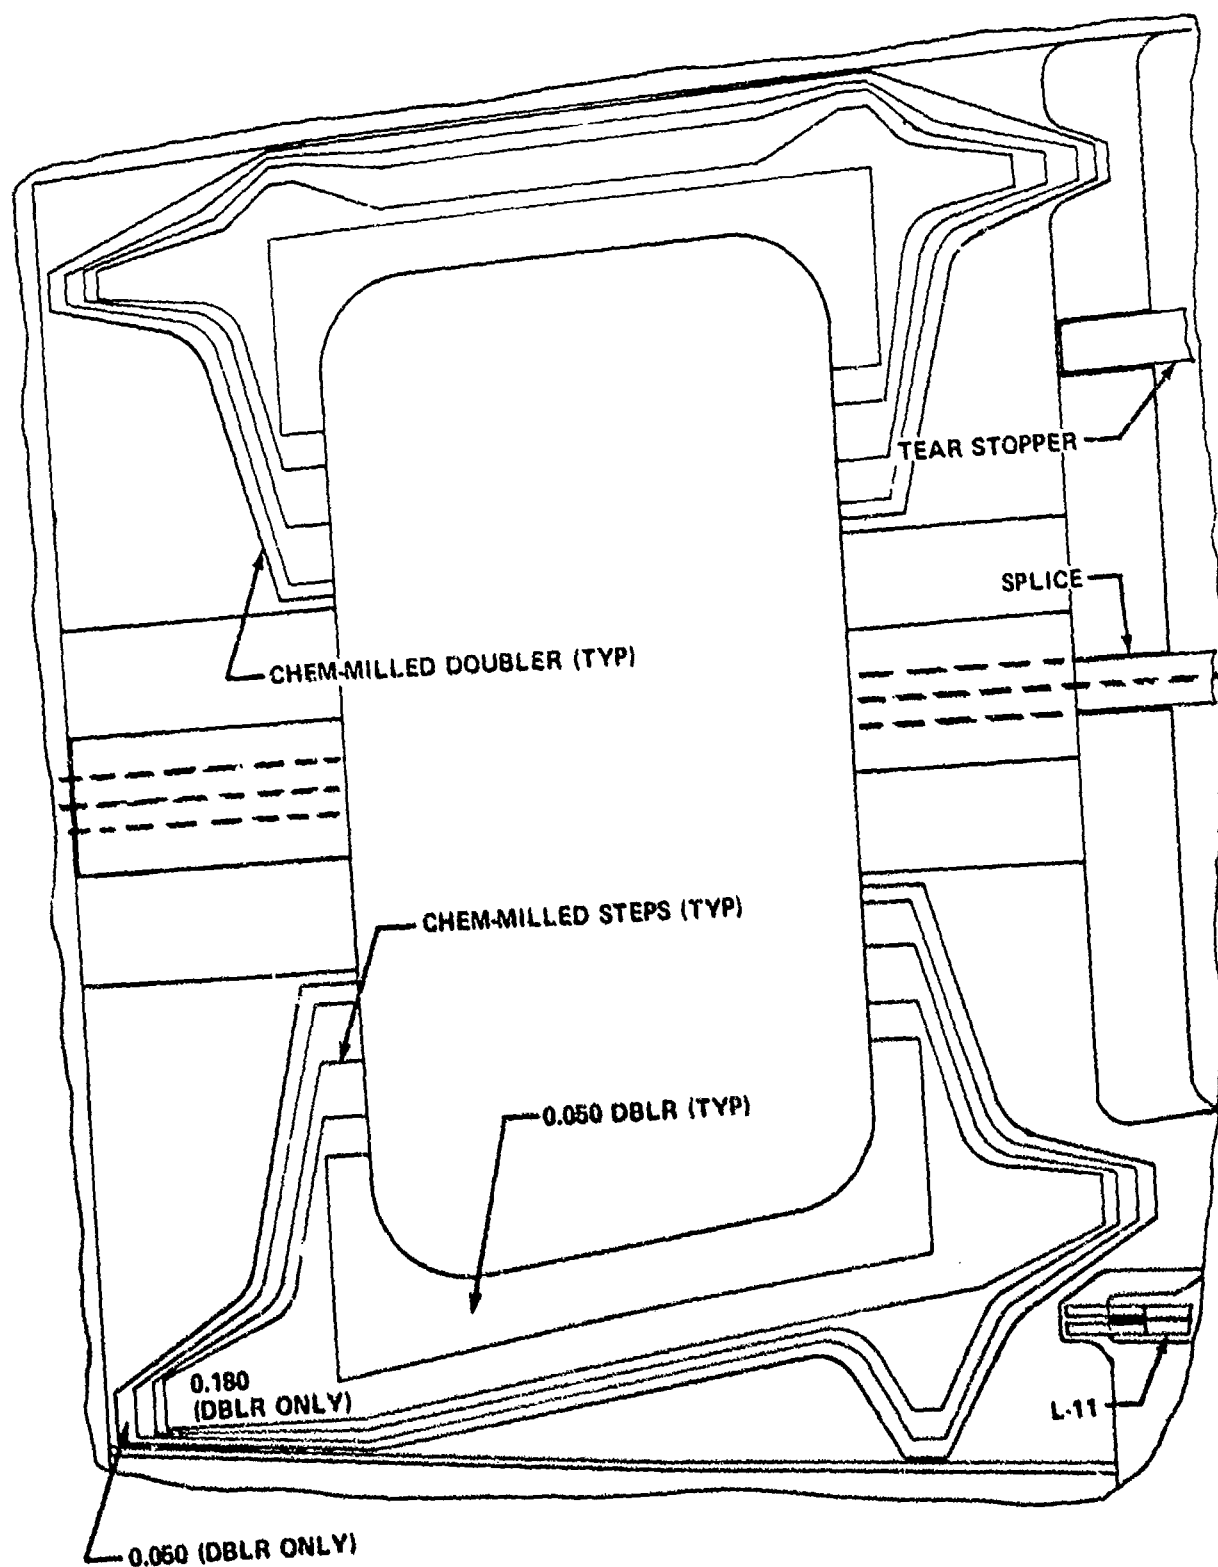 TEAR STOPPER
SPLICE
CHEM-MILLED DOUBLER (TYP)
CHEM-MILLED STEPS (TYP)
0.050 DBLR (TYP)
0.180
(DBLR ONLY)
L-11
0.050 (DBLR ONLY)